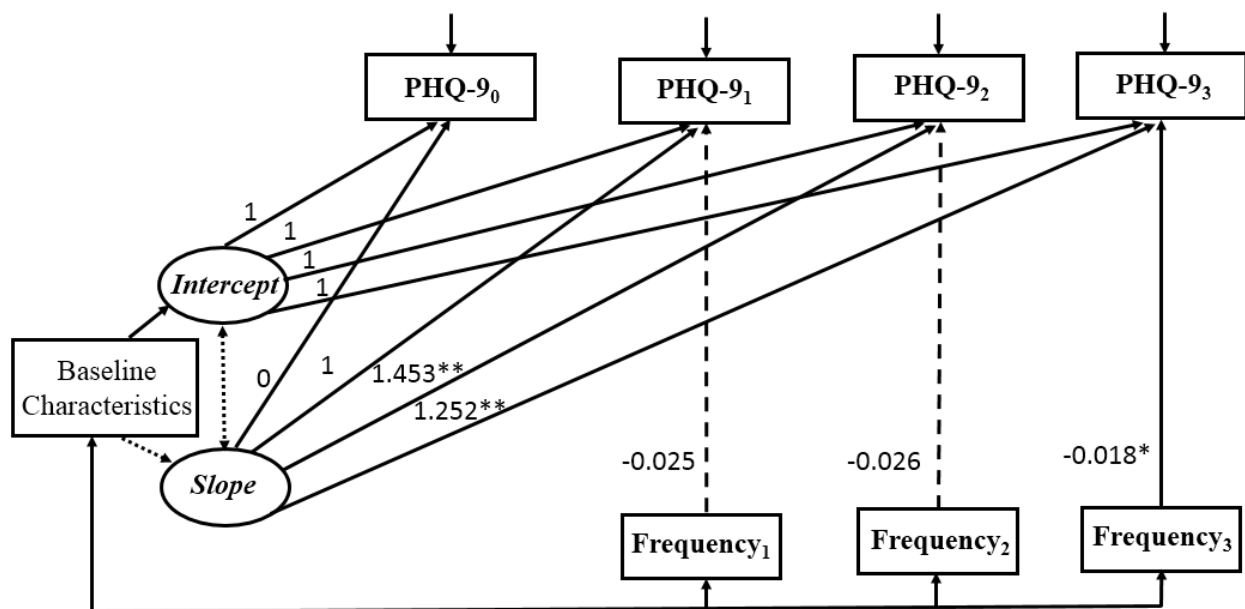 PHQ-9₀
PHQ-9₁
PHQ-9₂
PHQ-9₃
1
1
1
1
Intercept
Baseline
Characteristics
0
1
1.453**
1.252**
Slope
-0.025
-0.026
-0.018*
Frequency₁
Frequency₂
Frequency₃